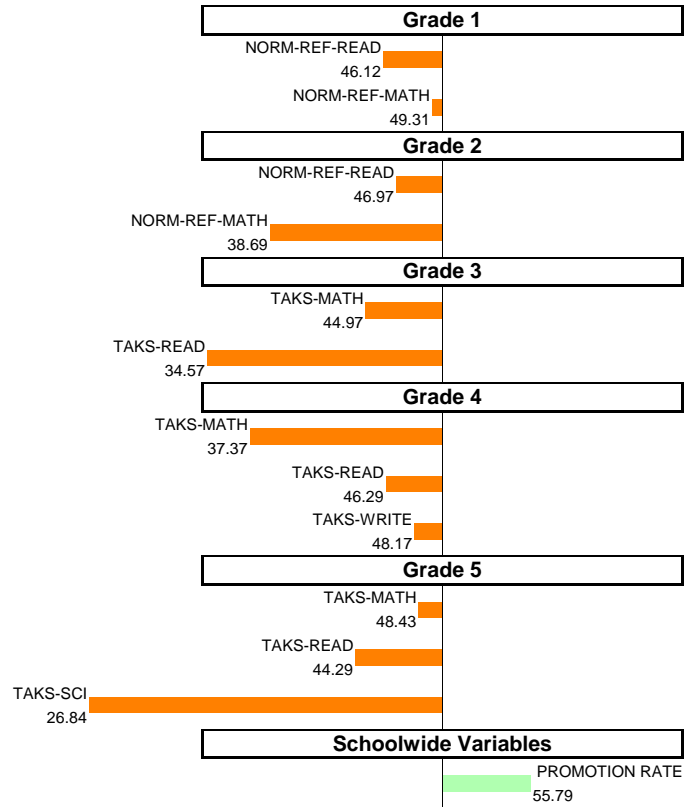 Grade 1
NORM-REF-READ
46.12
NORM-REF-MATH
49.31
Grade 2
NORM-REF-READ
46.97
NORM-REF-MATH
38.69
Grade 3
TAKS-MATH
44.97
TAKS-READ
34.57
Grade 4
TAKS-MATH
37.37
TAKS-READ
46.29
TAKS-WRITE
48.17
Grade 5
TAKS-MATH
48.43
TAKS-READ
44.29
TAKS-SCI
26.84
Schoolwide Variables
PROMOTION RATE
55.79